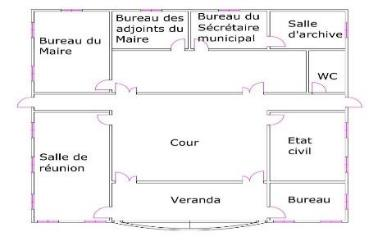 Bureau du
Maire
Bureau des
adjoints du
Maire
Bureau du
Sécrétaire
municipal
Salle
d'archive
WC
Cour
Etat
civil
Salle de
réunion
Veranda
Bureau